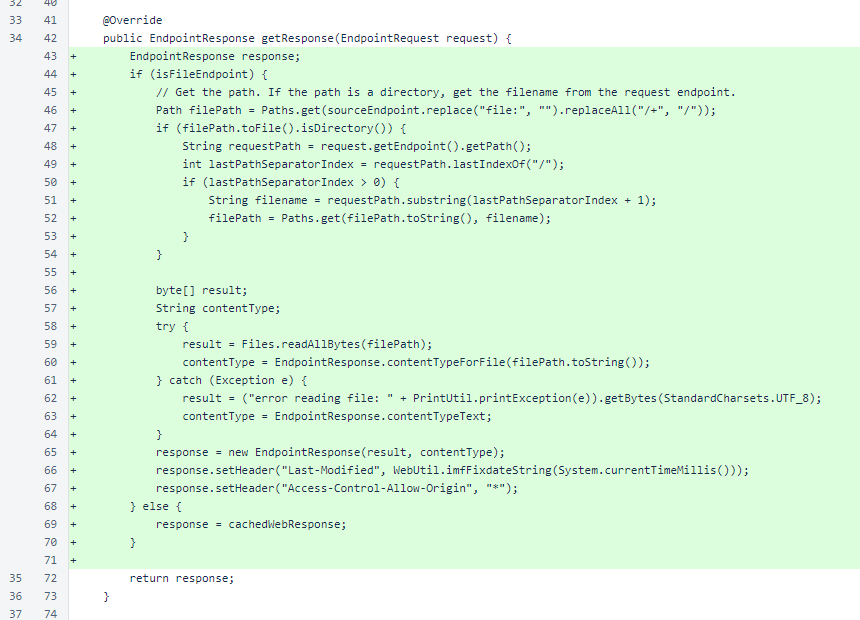 32 40
33 41 @Override
34 42 public EndpointResponse getResponse(EndpointRequest request) {
43 + EndpointResponse response;
44 + if (isFileEndpoint) {
45 + // Get the path. If the path is a directory, get the filename from the request endpoint.
46 + Path filePath = Paths.get(sourceEndpoint.replace("file:", "").replaceAll("/+", "/"));
47 + if (filePath.toFile().isDirectory()) {
48 + String requestPath = request.getEndpoint().getPath();
49 + int lastPathSeparatorIndex = requestPath.lastIndexOf("/");
50 + if (lastPathSeparatorIndex > 0) {
51 + String filename = requestPath.substring(lastPathSeparatorIndex + 1);
52 + filePath = Paths.get(filePath.toString(), filename);
53 + }
54 + }
55 +
56 + byte[] result;
57 + String contentType;
58 + try {
59 + result = Files.readAllBytes(filePath);
60 + contentType = EndpointResponse.contentTypeForFile(filePath.toString());
61 + } catch (Exception e) {
62 + result = ("error reading file: " + PrintUtil.printException(e)).getBytes(StandardCharsets.UTF_8);
63 + contentType = EndpointResponse.contentTypeText;
64 + }
65 + response = new EndpointResponse(result, contentType);
66 + response.setHeader("Last-Modified", WebUtil.imfFixdateString(System.currentTimeMillis()));
67 + response.setHeader("Access-Control-Allow-Origin", "*");
68 + } else {
69 + response = cachedWebResponse;
70 + }
71 +
35 72 return response;
36 73 }
37 74